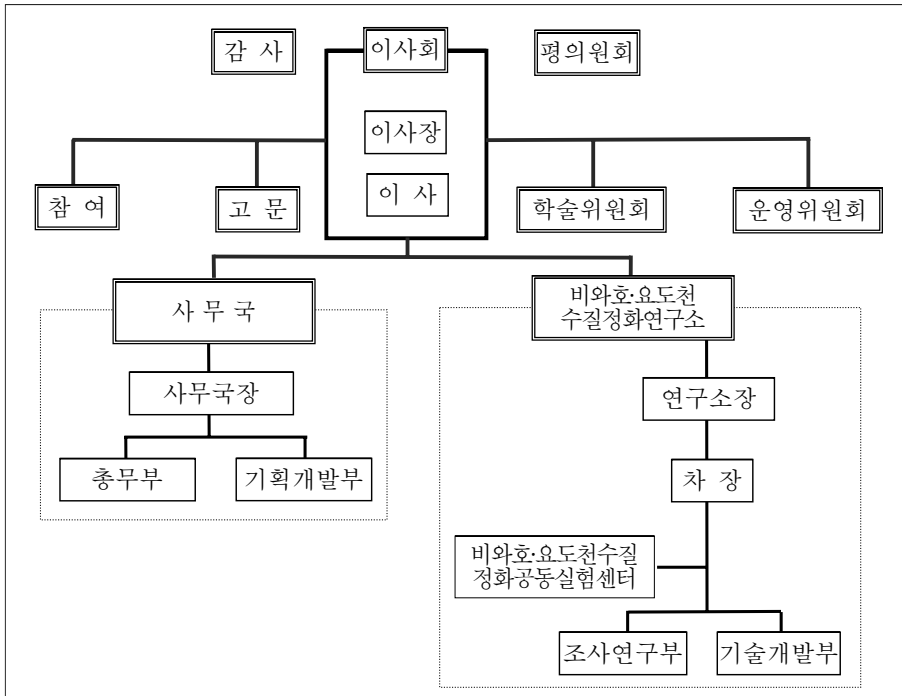 감 사
이사회
평의원회
이사장
이 사
참 여
고 문
학술위원회
운영위원회
사 무 국
비와호·요도천
수질정화연구소
사무국장
연구소장
총무부
기획개발부
차 장
비와호·요도천수질
정화공동실험센터
조사연구부
기술개발부